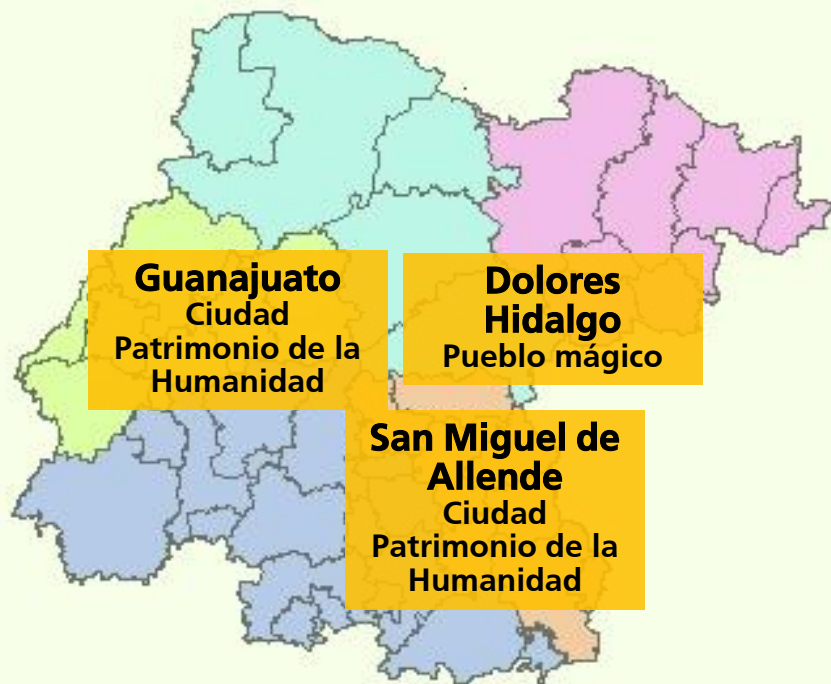 Guanajuato
Ciudad
Patrimonio de la
Humanidad
Dolores
Hidalgo
Pueblo mágico
San Miguel de
Allende
Ciudad
Patrimonio de la
Humanidad